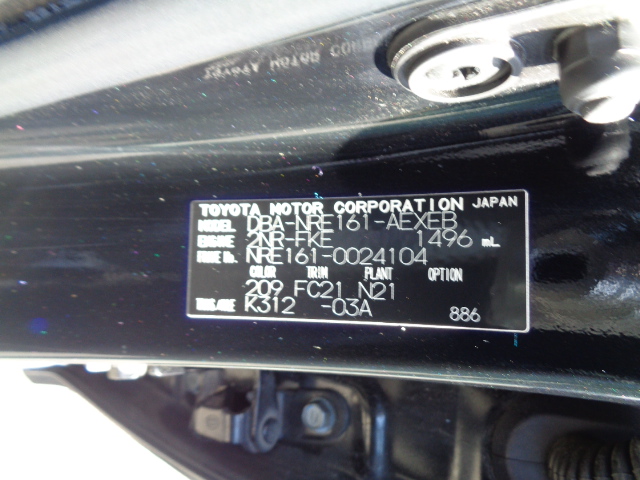 TOYOTA MOTOR CORPORATION JAPAN
MODEL DBA-NRE161-AEXEB
ENGINE 2NR-FKE 1496 mL
FRAME No. NRE161-0024104
COLOR TRIM PLANT OPTION
209 FC21 N21
TRANS/AXLE K312 -03A
886